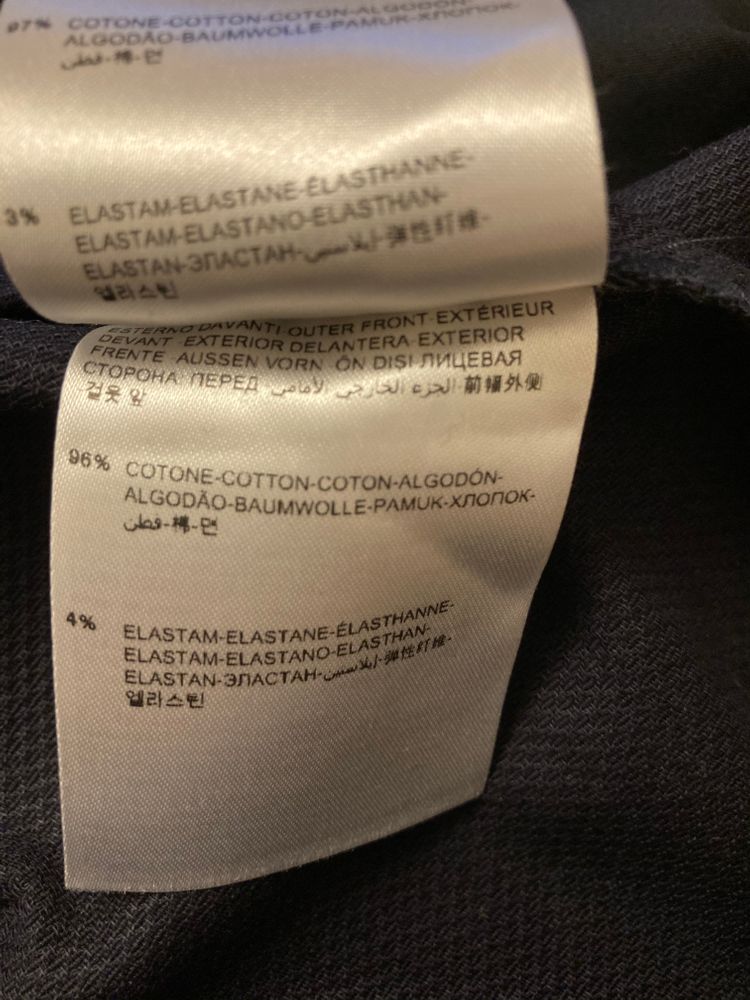 97% COTONE-COTTON-COTON-ALGODÓN-
ALGODÃO-BAUMWOLLE-PAMUK-ХЛОПОК-
قطن-棉-면
3% ELASTAM-ELASTANE-ÉLASTHANNE-
ELASTAM-ELASTANO-ELASTHAN-
ELASTAN-ЭЛАСТАН-إيلاستين-弹性纤维-
엘라스틴
ESTERNO DAVANTI-OUTER FRONT-EXTÉRIEUR
DEVANT-EXTERIOR DELANTERA-EXTERIOR
FRENTE-AUSSEN VORN-ÖN DIŞI-ЛИЦЕВАЯ
СТОРОНА ПЕРЕД-الجزء الخارجي الأمامي-前幅外側
겉옷 앞
96% COTONE-COTTON-COTON-ALGODÓN-
ALGODÃO-BAUMWOLLE-PAMUK-ХЛОПОК-
قطن-棉-면
4% ELASTAM-ELASTANE-ÉLASTHANNE-
ELASTAM-ELASTANO-ELASTHAN-
ELASTAN-ЭЛАСТАН-إيلاستين-弹性纤维-
엘라스틴